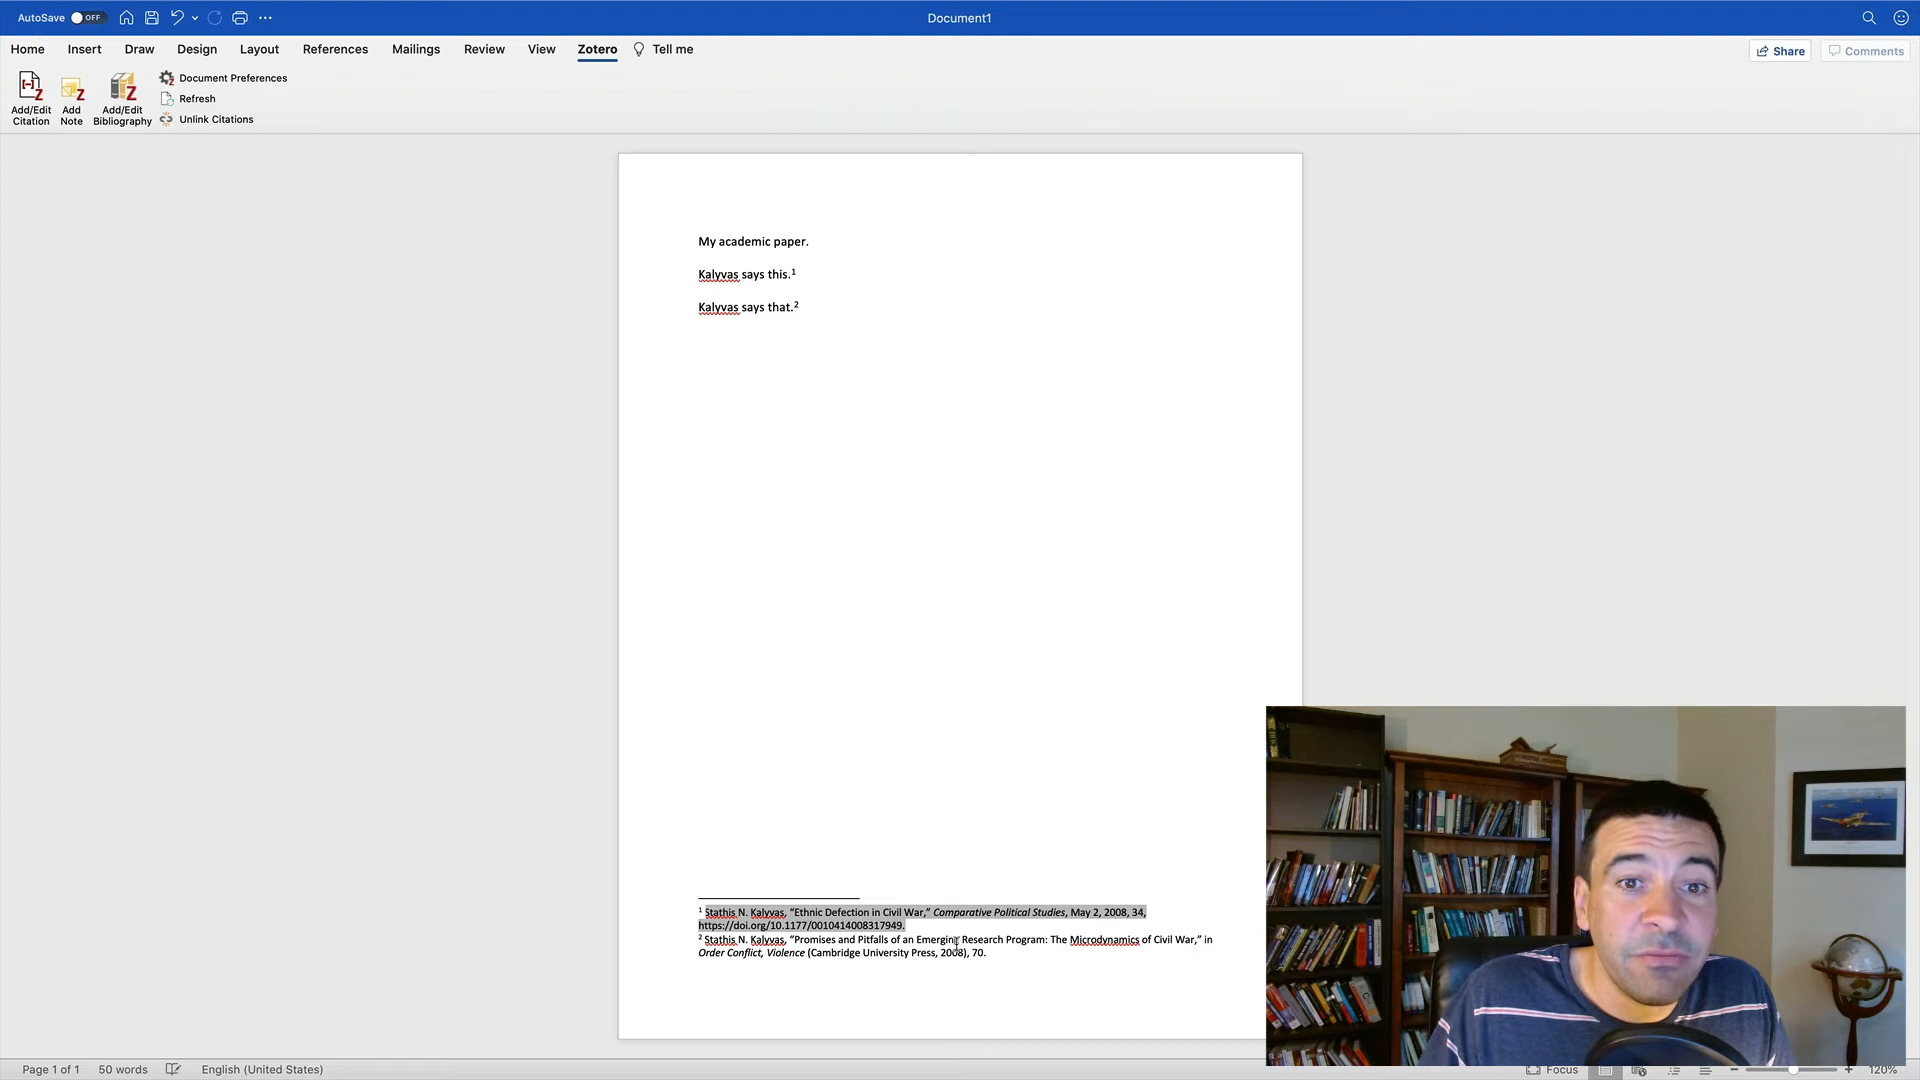 AutoSave OFF
Document1
Home Insert Draw Design Layout References Mailings Review View Zotero Tell me
Share Comments
Add/Edit Citation
Add Note
Add/Edit Bibliography
Document Preferences
Refresh
Unlink Citations
My academic paper.
Kalyvas says this.1
Kalyvas says that.2
1 Stathis N. Kalyvas, “Ethnic Defection in Civil War,” Comparative Political Studies, May 2, 2008, 34,
https://doi.org/10.1177/0010414008317949.
2 Stathis N. Kalyvas, “Promises and Pitfalls of an Emerging Research Program: The Microdynamics of Civil War,” in
Order Conflict, Violence (Cambridge University Press, 2008), 70.
Page 1 of 1 50 words English (United States) Focus 120%